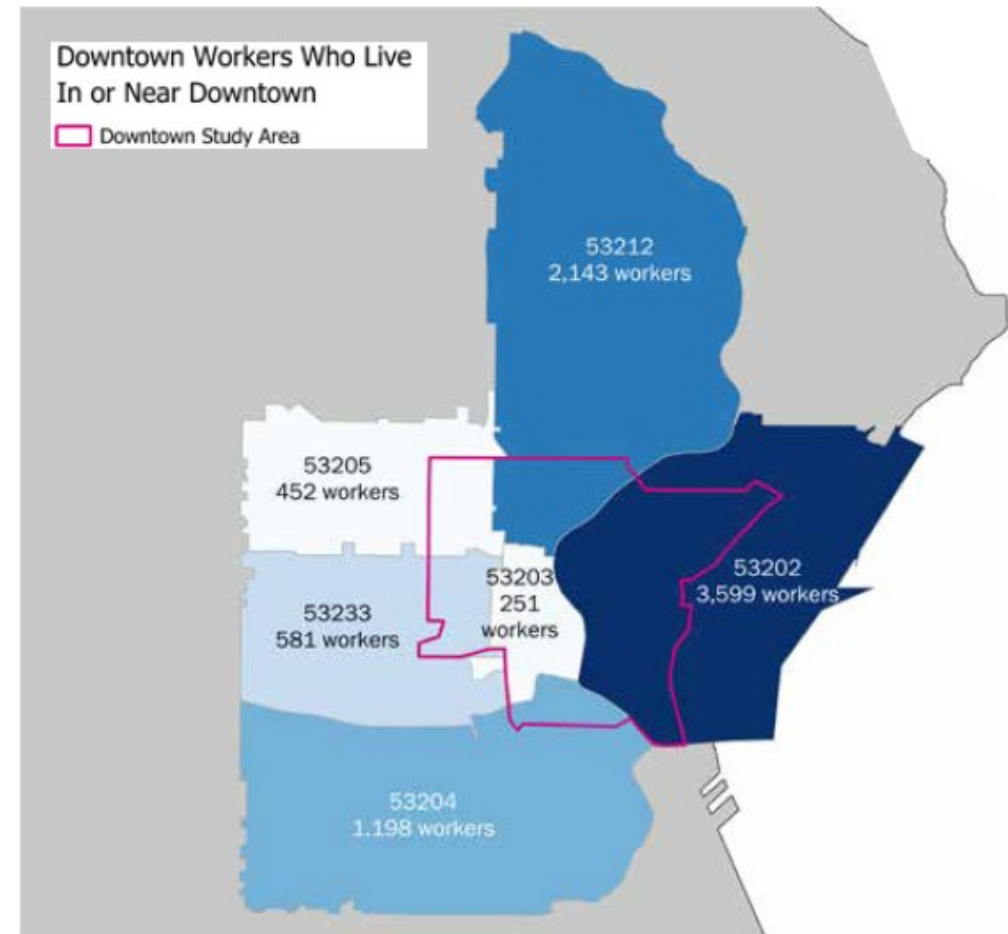 Downtown Workers Who Live
In or Near Downtown
Downtown Study Area
53212
2,143 workers
53205
452 workers
53203
251
workers
53202
3,599 workers
53233
581 workers
53204
1,198 workers